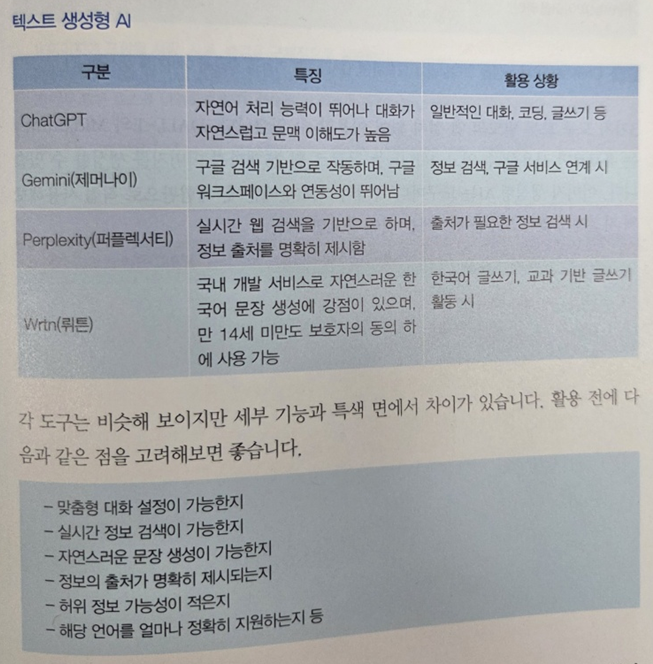 텍스트 생성형 AI
구분 특징 활용 상황
ChatGPT 자연어 처리 능력이 뛰어나 대화가 일반적인 대화, 코딩, 글쓰기 등
자연스럽고 문맥 이해도가 높음
Gemini(제머나이) 구글 검색 기반으로 작동하며, 구글 정보 검색, 구글 서비스 연계 시
워크스페이스와 연동성이 뛰어남
Perplexity(퍼플렉서티) 실시간 웹 검색을 기반으로 하며, 출처가 필요한 정보 검색 시
정보 출처를 명확히 제시함
Wrtn(뤼튼) 국내 개발 서비스로 자연스러운 한 한국어 글쓰기, 교과 기반 글쓰기
국어 문장 생성에 강점이 있으며, 활동 시
만 14세 미만도 보호자의 동의 하
에 사용 가능
각 도구는 비슷해 보이지만 세부 기능과 특색 면에서 차이가 있습니다. 활용 전에 다
음과 같은 점을 고려해보면 좋습니다.
– 맞춤형 대화 설정이 가능한지
– 실시간 정보 검색이 가능한지
– 자연스러운 문장 생성이 가능한지
– 정보의 출처가 명확히 제시되는지
– 허위 정보 가능성이 적은지
– 해당 언어를 얼마나 정확히 지원하는지 등